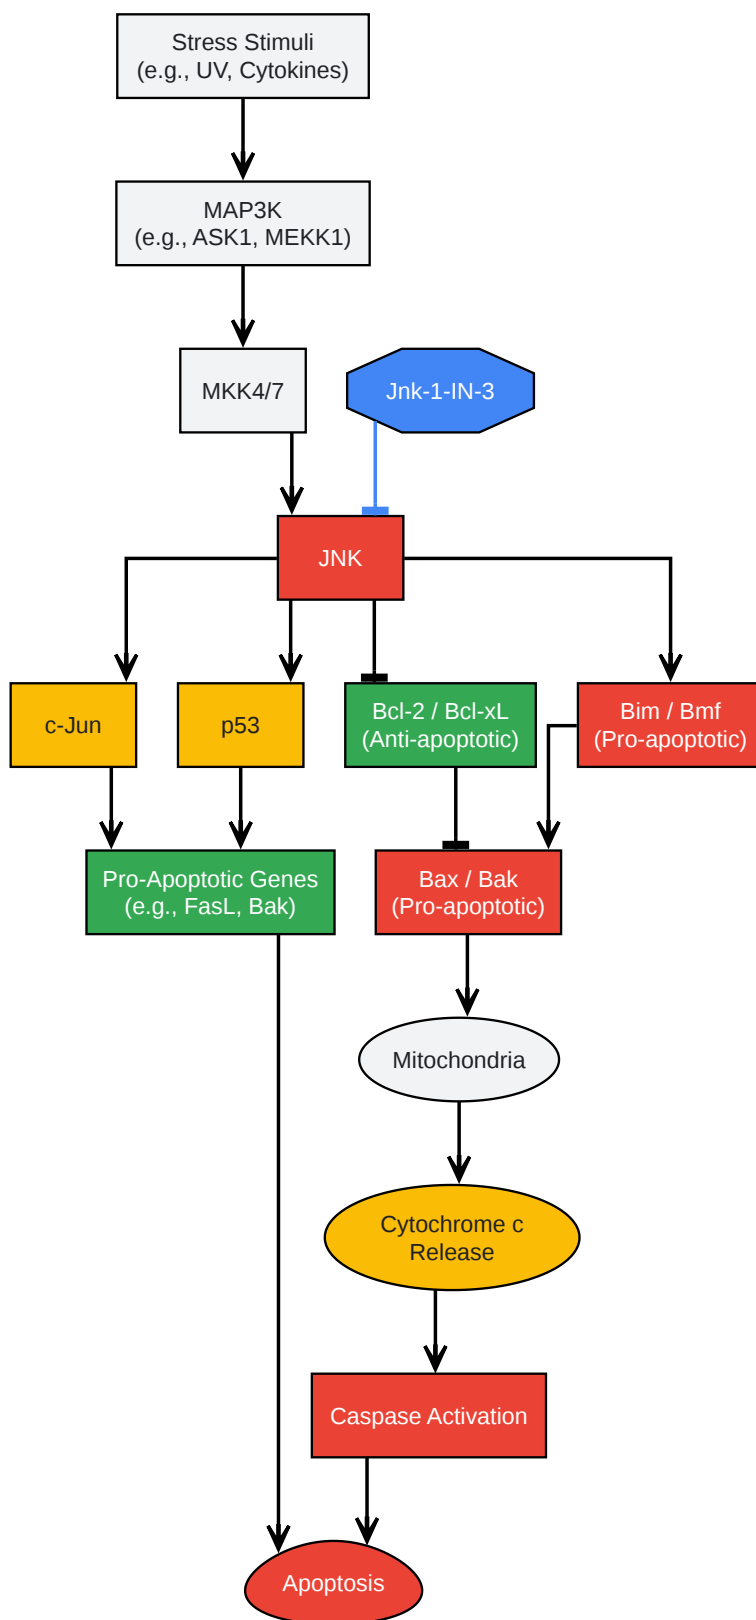 Stress Stimuli
(e.g., UV, Cytokines)
MAP3K
(e.g., ASK1, MEKK1)
MKK4/7
Jnk-1-IN-3
JNK
c-Jun
p53
Bcl-2 / Bcl-xL
(Anti-apoptotic)
Bim / Bmf
(Pro-apoptotic)
Pro-Apoptotic Genes
(e.g., FasL, Bak)
Bax / Bak
(Pro-apoptotic)
Mitochondria
Cytochrome c
Release
Caspase Activation
Apoptosis